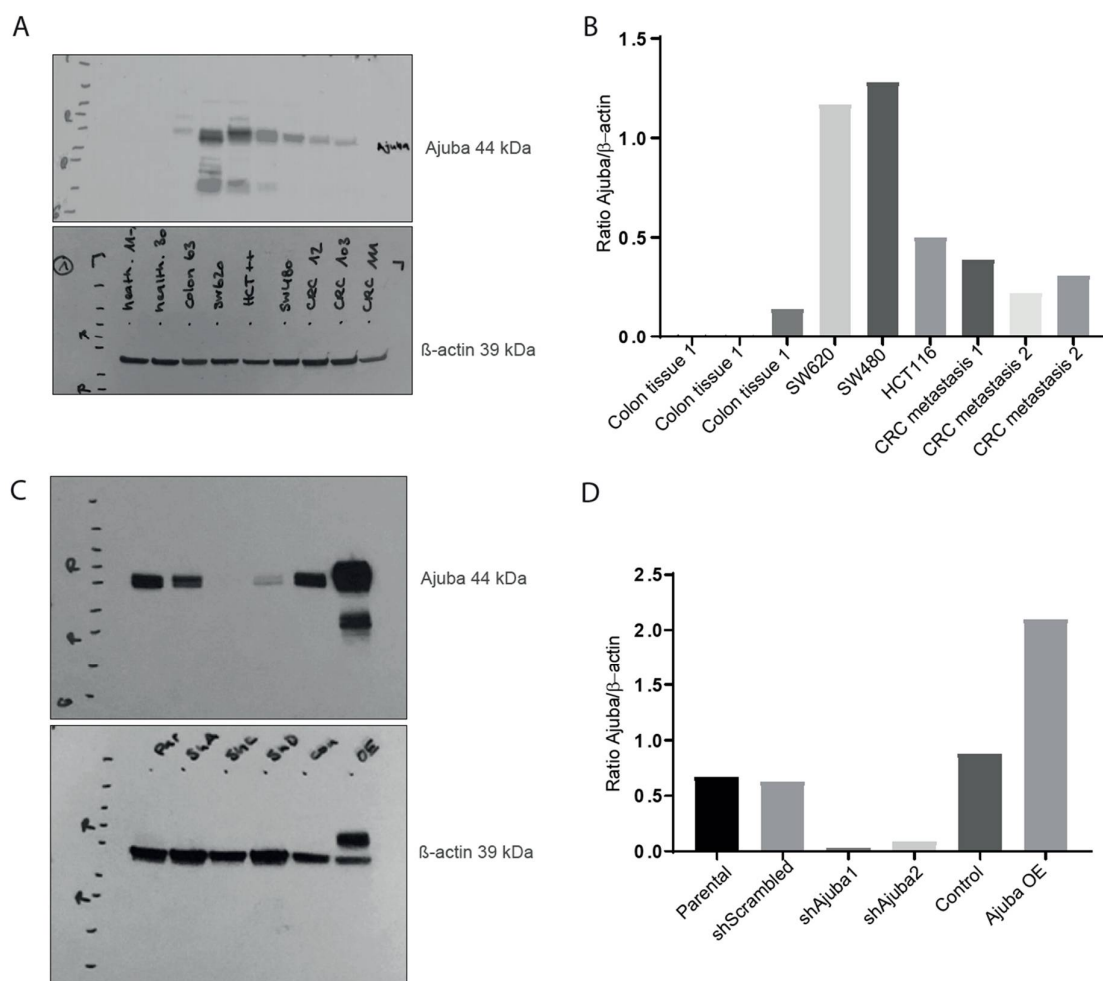 A
Ajuba
Ajuba 44 kDa
health. 30
Colon 63
SW620
HCT++
SW480
CRC 12
CRC 103
CRC 111
ß-actin 39 kDa
B
Ratio Ajuba/β–actin
1.5
1.0
0.5
0.0
Colon tissue 1
Colon tissue 1
Colon tissue 1
SW620
SW480
HCT116
CRC metastasis 1
CRC metastasis 2
CRC metastasis 2
C
R
R
G
Ajuba 44 kDa
Par
ShA
ShC
ShD
Con
OE
R
R
ß-actin 39 kDa
D
Ratio Ajuba/β–actin
2.5
2.0
1.5
1.0
0.5
0.0
Parental
shScrambled
shAjuba1
shAjuba2
Control
Ajuba OE